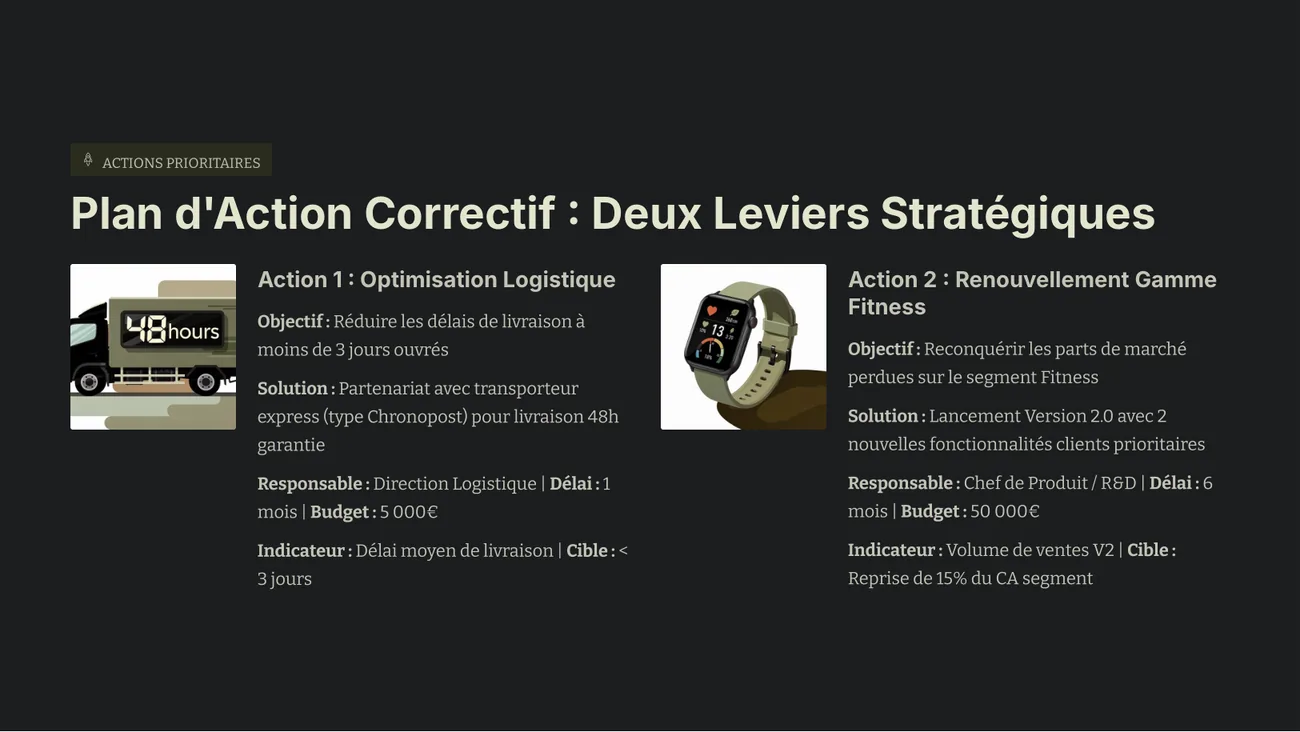 ACTIONS PRIORITAIRES
Plan d'Action Correctif : Deux Leviers Stratégiques
48 hours
Action 1 : Optimisation Logistique
Objectif : Réduire les délais de livraison à
moins de 3 jours ouvrés
Solution : Partenariat avec transporteur
express (type Chronopost) pour livraison 48h
garantie
Responsable : Direction Logistique | Délai : 1
mois | Budget : 5 000€
Indicateur : Délai moyen de livraison | Cible : <
3 jours
13
Action 2 : Renouvellement Gamme
Fitness
Objectif : Reconquérir les parts de marché
perdues sur le segment Fitness
Solution : Lancement Version 2.0 avec 2
nouvelles fonctionnalités clients prioritaires
Responsable : Chef de Produit / R&D | Délai : 6
mois | Budget : 50 000€
Indicateur : Volume de ventes V2 | Cible :
Reprise de 15% du CA segment